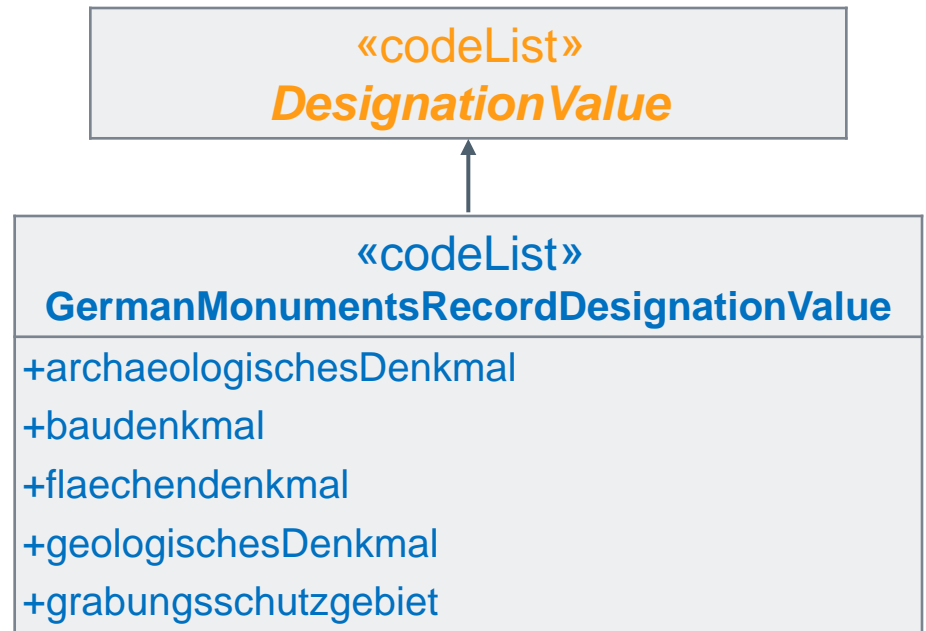 «codeList»
DesignationValue
«codeList»
GermanMonumentsRecordDesignationValue
+archaeologischesDenkmal
+baudenkmal
+flaechendenkmal
+geologischesDenkmal
+grabungsschutzgebiet